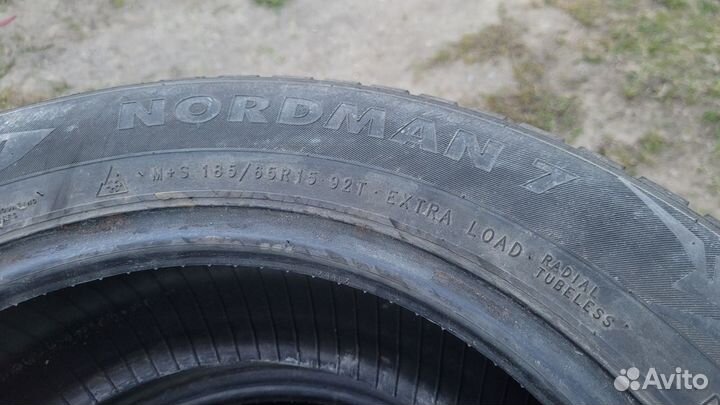 NORDMAN 7
M+S 185/65R15 92T · EXTRA LOAD · RADIAL
TUBELESS
Avito